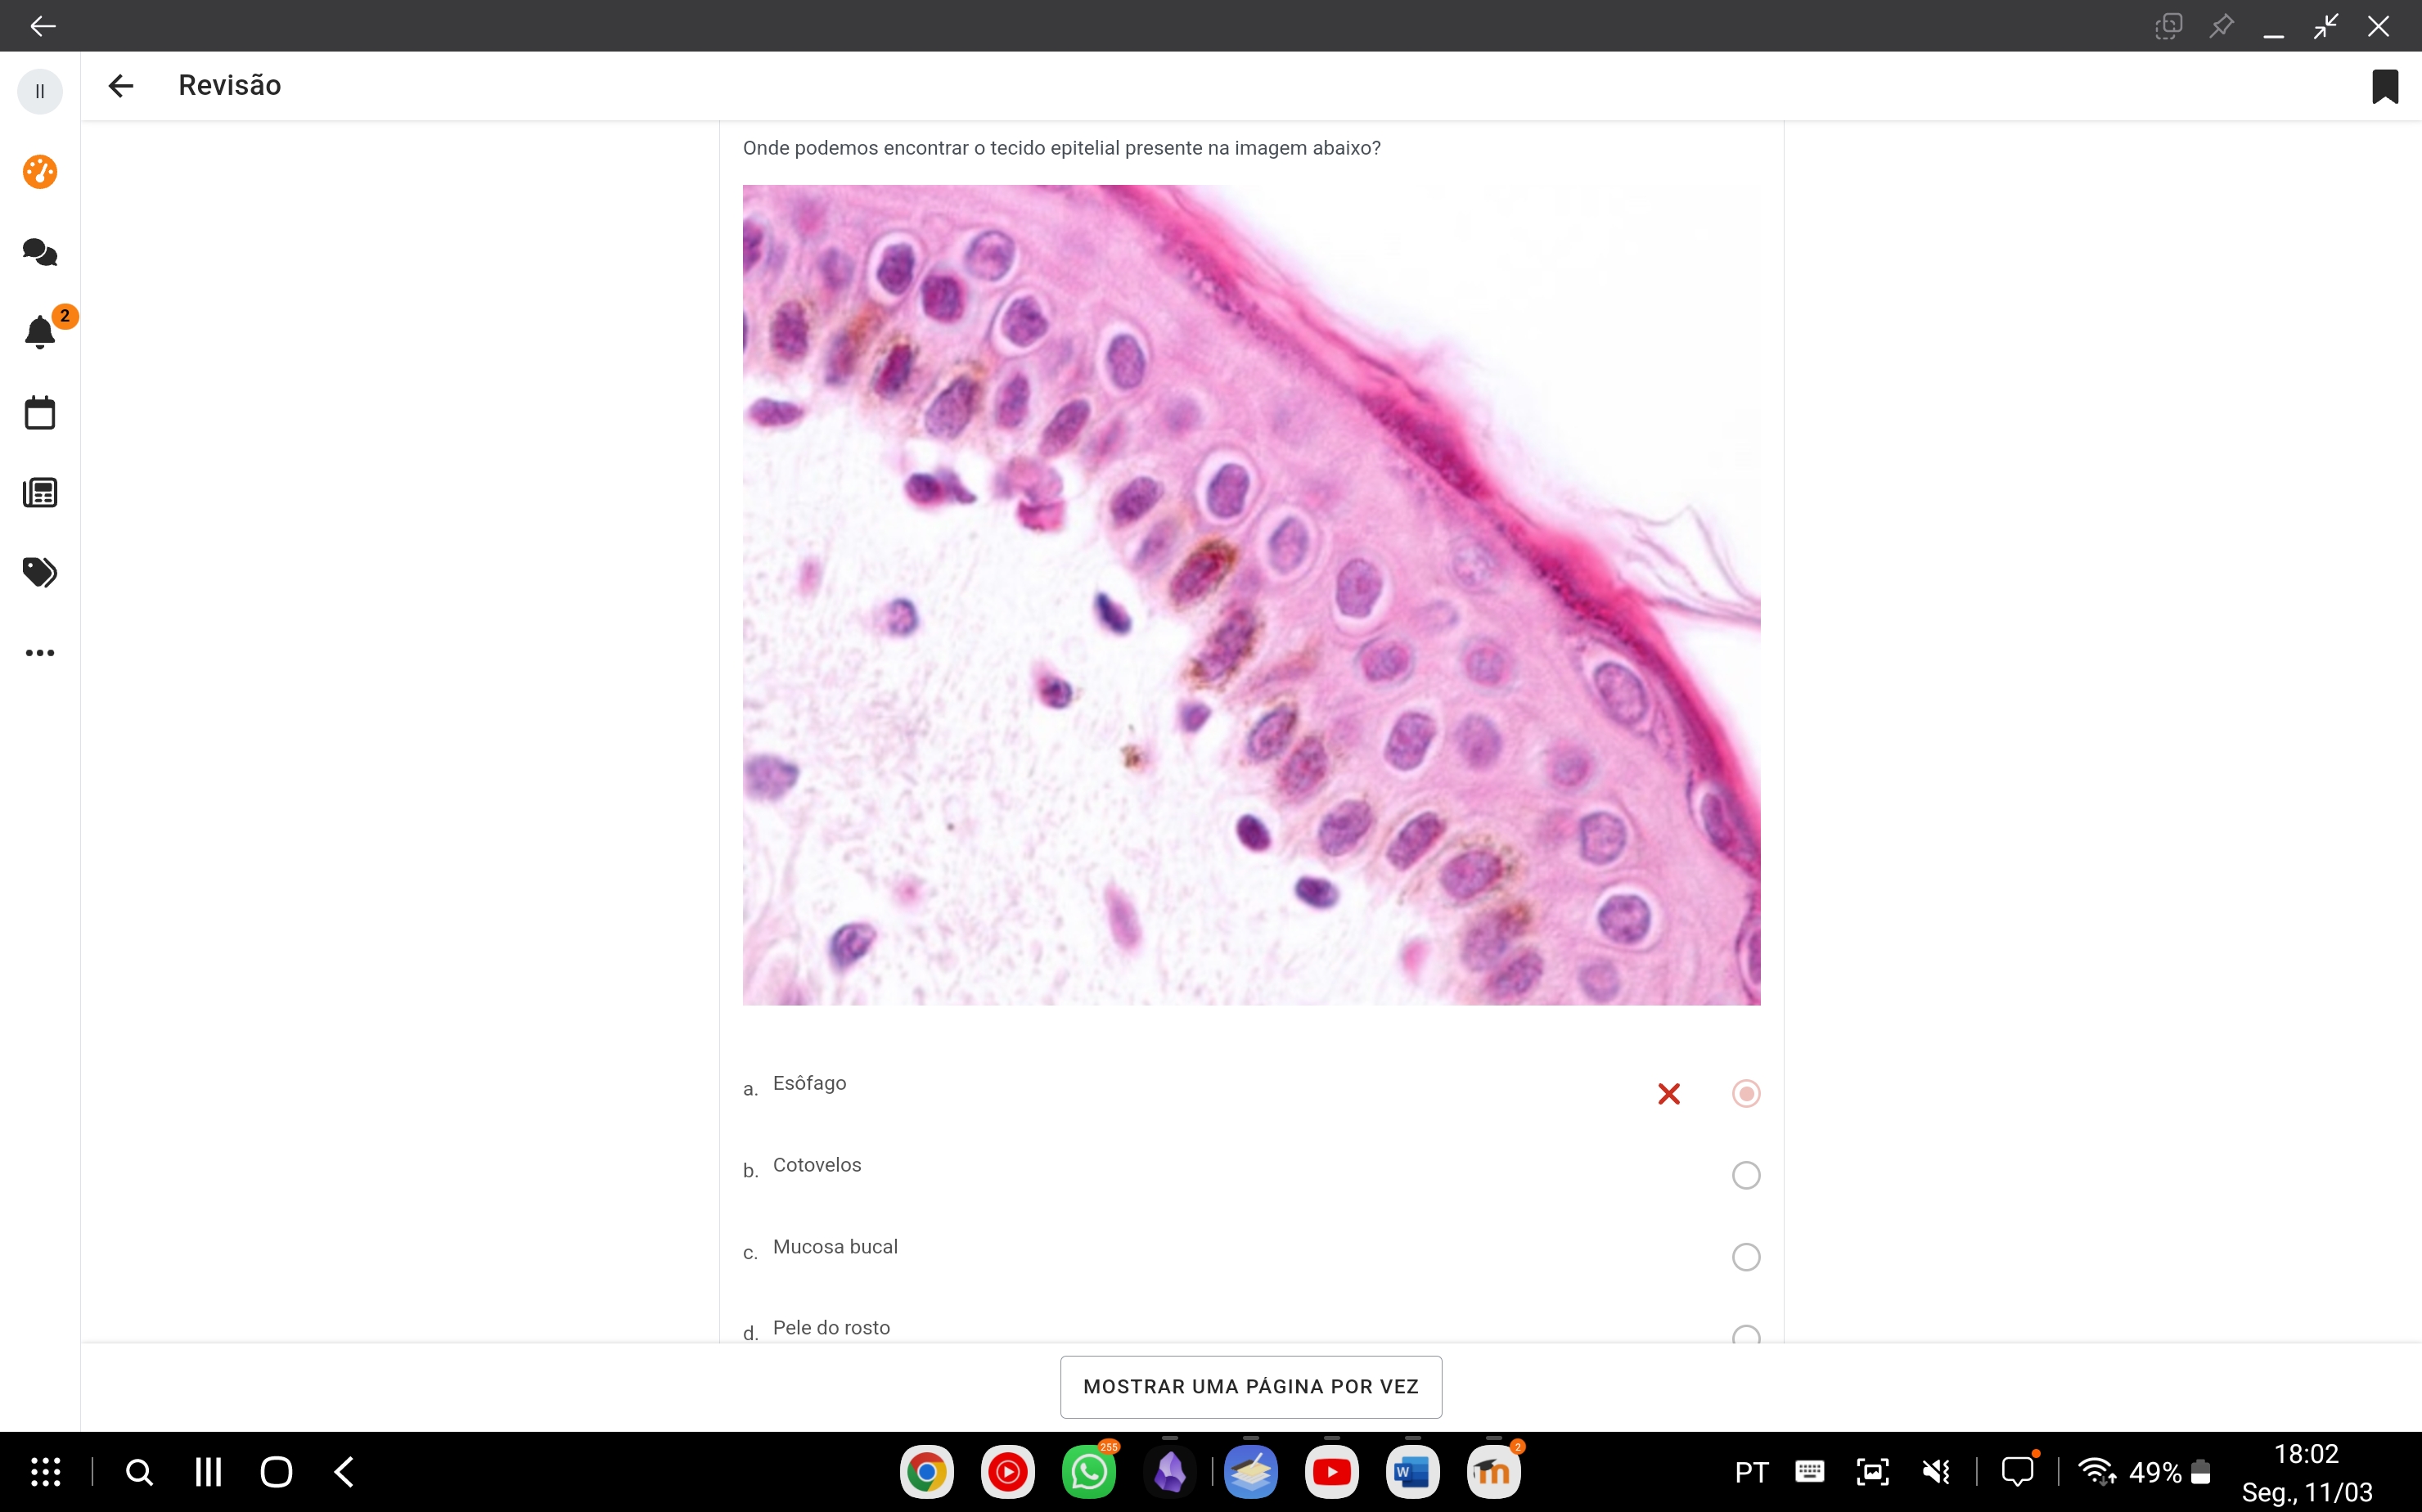 Revisão
Onde podemos encontrar o tecido epitelial presente na imagem abaixo?
2
a. Esôfago
b. Cotovelos
c. Mucosa bucal
d. Pele do rosto
MOSTRAR UMA PÁGINA POR VEZ
255
W
2
PT
49%
18:02
Seg., 11/03